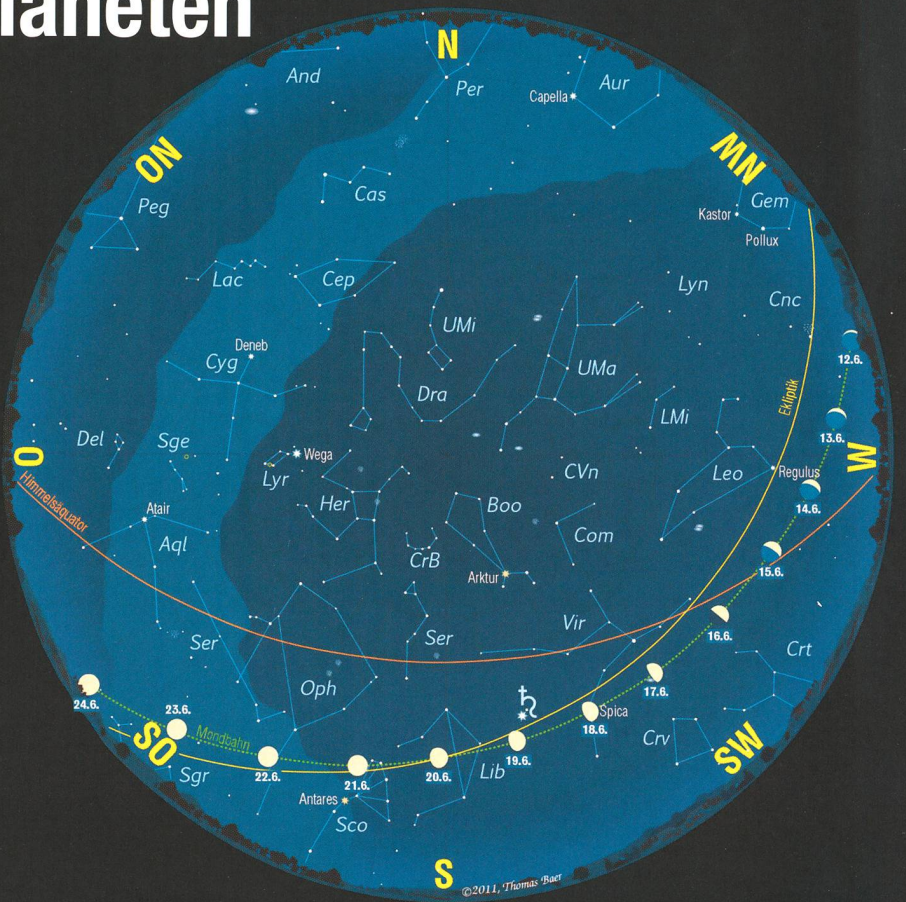 laneten
N
And
Per
Aur
Capella
NO
NW
Cas
Peg
Gem
Kastor
Pollux
Lac
Cep
Lyn
Cnc
UMi
Deneb
12.6.
Cyg
UMa
Dra
Ekliptik
LMi
Del
Sge
13.6.
O
Wega
W
Himmelsäquator
Lyr
CVn
Leo
Regulus
Her
Boo
14.6.
Atair
Com
Aql
CrB
Arktur
15.6.
Vir
16.6.
Ser
Ser
Crt
Oph
17.6.
24.6.
23.6.
♄
Spica
18.6.
Mondbahn
SO
Crv
SW
19.6.
Sgr
22.6.
21.6.
20.6.
Lib
Antares
Sco
S
©2011, Thomas Baer